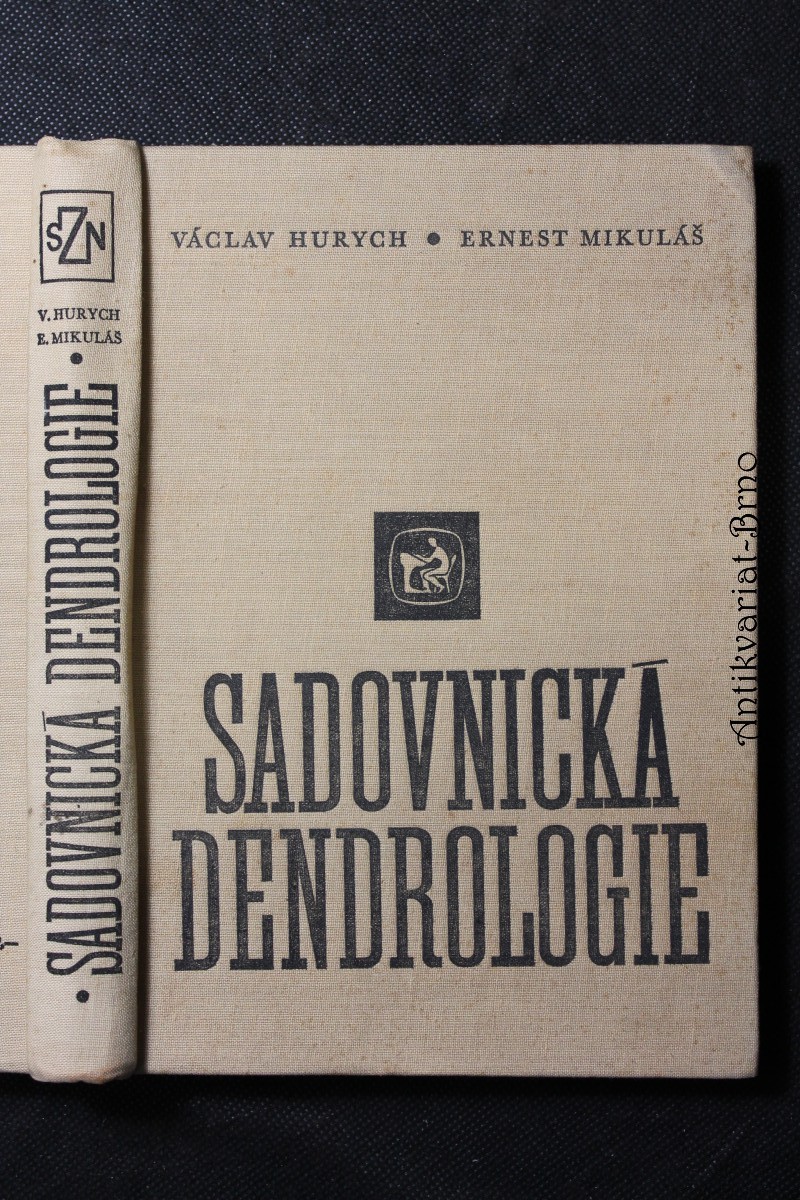 SZN
V. HURYCH
E. MIKULÁŠ
• SADOVNICKÁ DENDROLOGIE •
VÁCLAV HURYCH • ERNEST MIKULÁŠ
SADOVNICKÁ
DENDROLOGIE
Antikvariat-Brno